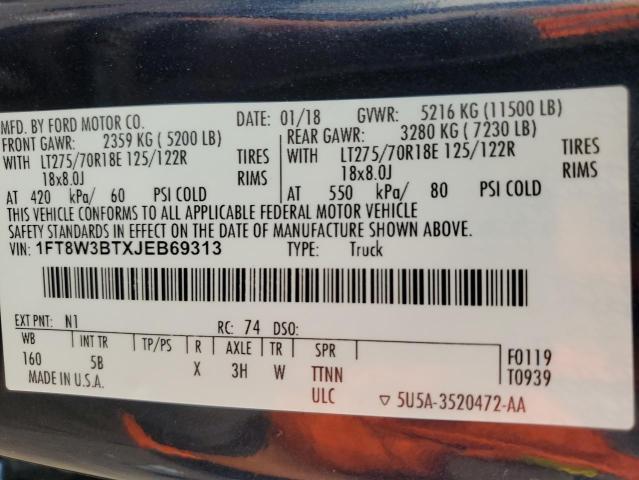 MFD. BY FORD MOTOR CO. DATE: 01/18 GVWR: 5216 KG (11500 LB)
FRONT GAWR: 2359 KG (5200 LB) REAR GAWR: 3280 KG (7230 LB)
WITH LT275/70R18E 125/122R TIRES WITH LT275/70R18E 125/122R TIRES
18x8.0J RIMS 18x8.0J RIMS
AT 420 kPa/ 60 PSI COLD AT 550 kPa/ 80 PSI COLD
THIS VEHICLE CONFORMS TO ALL APPLICABLE FEDERAL MOTOR VEHICLE
SAFETY STANDARDS IN EFFECT ON THE DATE OF MANUFACTURE SHOWN ABOVE.
VIN: 1FT8W3BTXJEB69313 TYPE: Truck
EXT PNT: N1 RC: 74 DSO:
WB INT TR TP/PS R AXLE TR SPR F0119
160 5B X 3H W TTNN T0939
MADE IN U.S.A. ULC ▽ 5U5A-3520472-AA